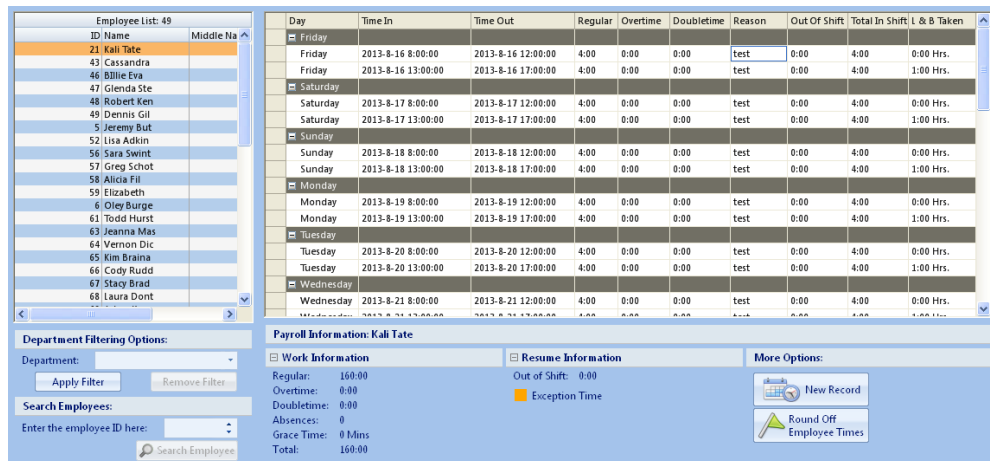 Employee List: 49
ID Name Middle Na
21 Kali Tate
43 Cassandra
46 BIllie Eva
47 Glenda Ste
48 Robert Ken
49 Dennis Gil
5 Jeremy But
52 Lisa Adkin
56 Sara Swint
57 Greg Schot
58 Alicia Fil
59 Elizabeth
6 Oley Burge
61 Todd Hurst
63 Jeanna Mas
64 Vernon Dic
65 Kim Braina
66 Cody Rudd
67 Stacy Brad
68 Laura Dont
Day Time In Time Out Regular Overtime Doubletime Reason Out Of Shift Total In Shift L & B Taken
Friday
Friday 2013-8-16 8:00:00 2013-8-16 12:00:00 4:00 0:00 0:00 test 0:00 4:00 0:00 Hrs.
Friday 2013-8-16 13:00:00 2013-8-16 17:00:00 4:00 0:00 0:00 test 0:00 4:00 1:00 Hrs.
Saturday
Saturday 2013-8-17 8:00:00 2013-8-17 12:00:00 4:00 0:00 0:00 test 0:00 4:00 0:00 Hrs.
Saturday 2013-8-17 13:00:00 2013-8-17 17:00:00 4:00 0:00 0:00 test 0:00 4:00 1:00 Hrs.
Sunday
Sunday 2013-8-18 8:00:00 2013-8-18 12:00:00 4:00 0:00 0:00 test 0:00 4:00 0:00 Hrs.
Sunday 2013-8-18 13:00:00 2013-8-18 17:00:00 4:00 0:00 0:00 test 0:00 4:00 1:00 Hrs.
Monday
Monday 2013-8-19 8:00:00 2013-8-19 12:00:00 4:00 0:00 0:00 test 0:00 4:00 0:00 Hrs.
Monday 2013-8-19 13:00:00 2013-8-19 17:00:00 4:00 0:00 0:00 test 0:00 4:00 1:00 Hrs.
Tuesday
Tuesday 2013-8-20 8:00:00 2013-8-20 12:00:00 4:00 0:00 0:00 test 0:00 4:00 0:00 Hrs.
Tuesday 2013-8-20 13:00:00 2013-8-20 17:00:00 4:00 0:00 0:00 test 0:00 4:00 1:00 Hrs.
Wednesday
Wednesday 2013-8-21 8:00:00 2013-8-21 12:00:00 4:00 0:00 0:00 test 0:00 4:00 0:00 Hrs.
Department Filtering Options:
Department:
Apply Filter Remove Filter
Search Employees:
Enter the employee ID here:
Search Employee
Payroll Information: Kali Tate
Work Information
Regular: 160:00
Overtime: 0:00
Doubletime: 0:00
Absences: 0
Grace Time: 0 Mins
Total: 160:00
Resume Information
Out of Shift: 0:00
Exception Time
More Options:
New Record
Round Off
Employee Times